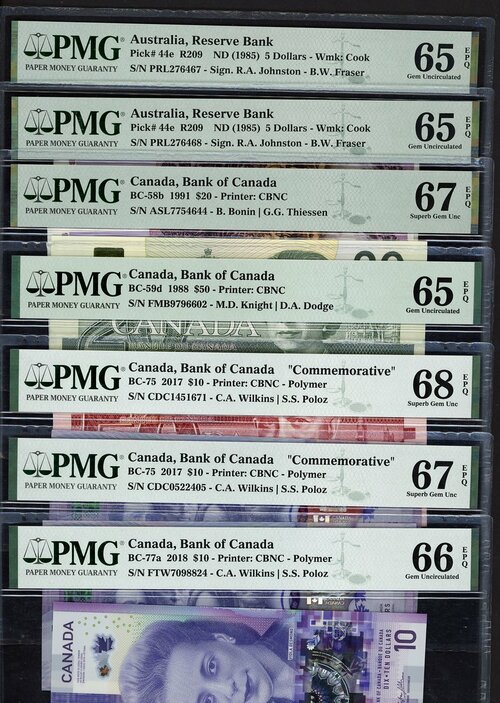 PMG
PAPER MONEY GUARANTY
Australia, Reserve Bank
Pick# 44e R209 ND (1985) 5 Dollars - Wmk: Cook
S/N PRL276467 - Sign. R.A. Johnston - B.W. Fraser
65 EPQ
Gem Uncirculated
PMG
PAPER MONEY GUARANTY
Australia, Reserve Bank
Pick# 44e R209 ND (1985) 5 Dollars - Wmk: Cook
S/N PRL276468 - Sign. R.A. Johnston - B.W. Fraser
65 EPQ
Gem Uncirculated
PMG
PAPER MONEY GUARANTY
Canada, Bank of Canada
BC-58b 1991 $20 - Printer: CBNC
S/N ASL7754644 - B. Bonin | G.G. Thiessen
67 EPQ
Superb Gem Unc
PMG
PAPER MONEY GUARANTY
Canada, Bank of Canada
BC-59d 1988 $50 - Printer: CBNC
S/N FMB9796602 - M.D. Knight | D.A. Dodge
65 EPQ
Gem Uncirculated
CANADA
BANQUE DU CANADA
PMG
PAPER MONEY GUARANTY
Canada, Bank of Canada "Commemorative"
BC-75 2017 $10 - Printer: CBNC - Polymer
S/N CDC1451671 - C.A. Wilkins | S.S. Poloz
68 EPQ
Superb Gem Unc
PMG
PAPER MONEY GUARANTY
Canada, Bank of Canada "Commemorative"
BC-75 2017 $10 - Printer: CBNC - Polymer
S/N CDC0522405 - C.A. Wilkins | S.S. Poloz
67 EPQ
Superb Gem Unc
PMG
PAPER MONEY GUARANTY
Canada, Bank of Canada
BC-77a 2018 $10 - Printer: CBNC - Polymer
S/N FTW7098824 - C.A. Wilkins | S.S. Poloz
66 EPQ
Gem Uncirculated
CANADA
10
DIX•TEN DOLLARS